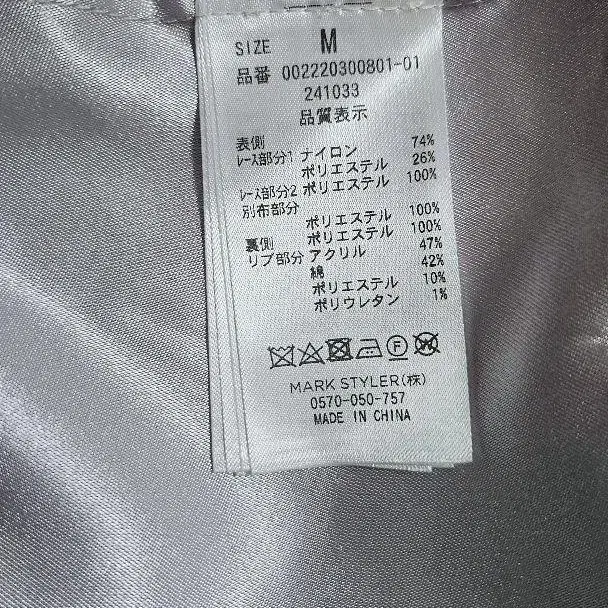 SIZE M
品番 002220300801-01
241033
品質表示
表側
レース部分1 ナイロン 74%
ポリエステル 26%
レース部分2 ポリエステル 100%
別布部分
ポリエステル 100%
裏側 ポリエステル 100%
リブ部分 アクリル 47%
綿 42%
ポリエステル 10%
ポリウレタン 1%
F W
MARK STYLER(株)
0570-050-757
MADE IN CHINA